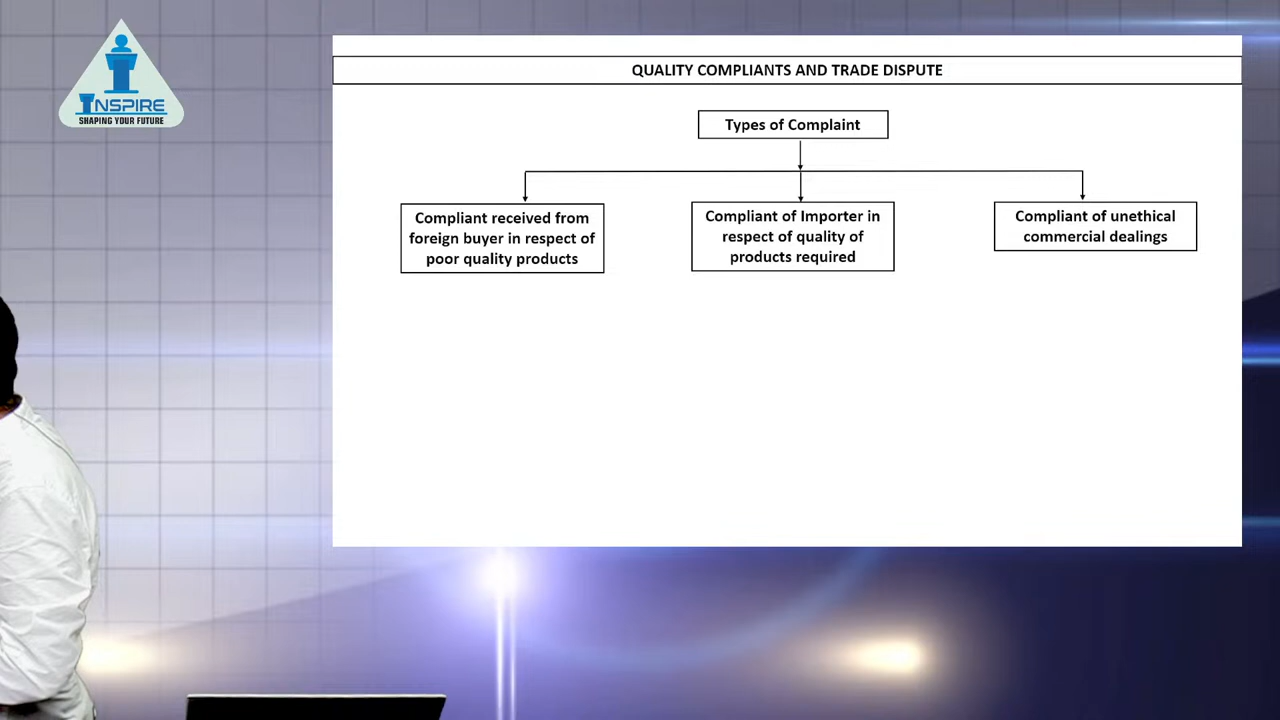 INSPIRE
SHAPING YOUR FUTURE
QUALITY COMPLIANTS AND TRADE DISPUTE
Types of Complaint
Compliant received from
foreign buyer in respect of
poor quality products
Compliant of Importer in
respect of quality of
products required
Compliant of unethical
commercial dealings